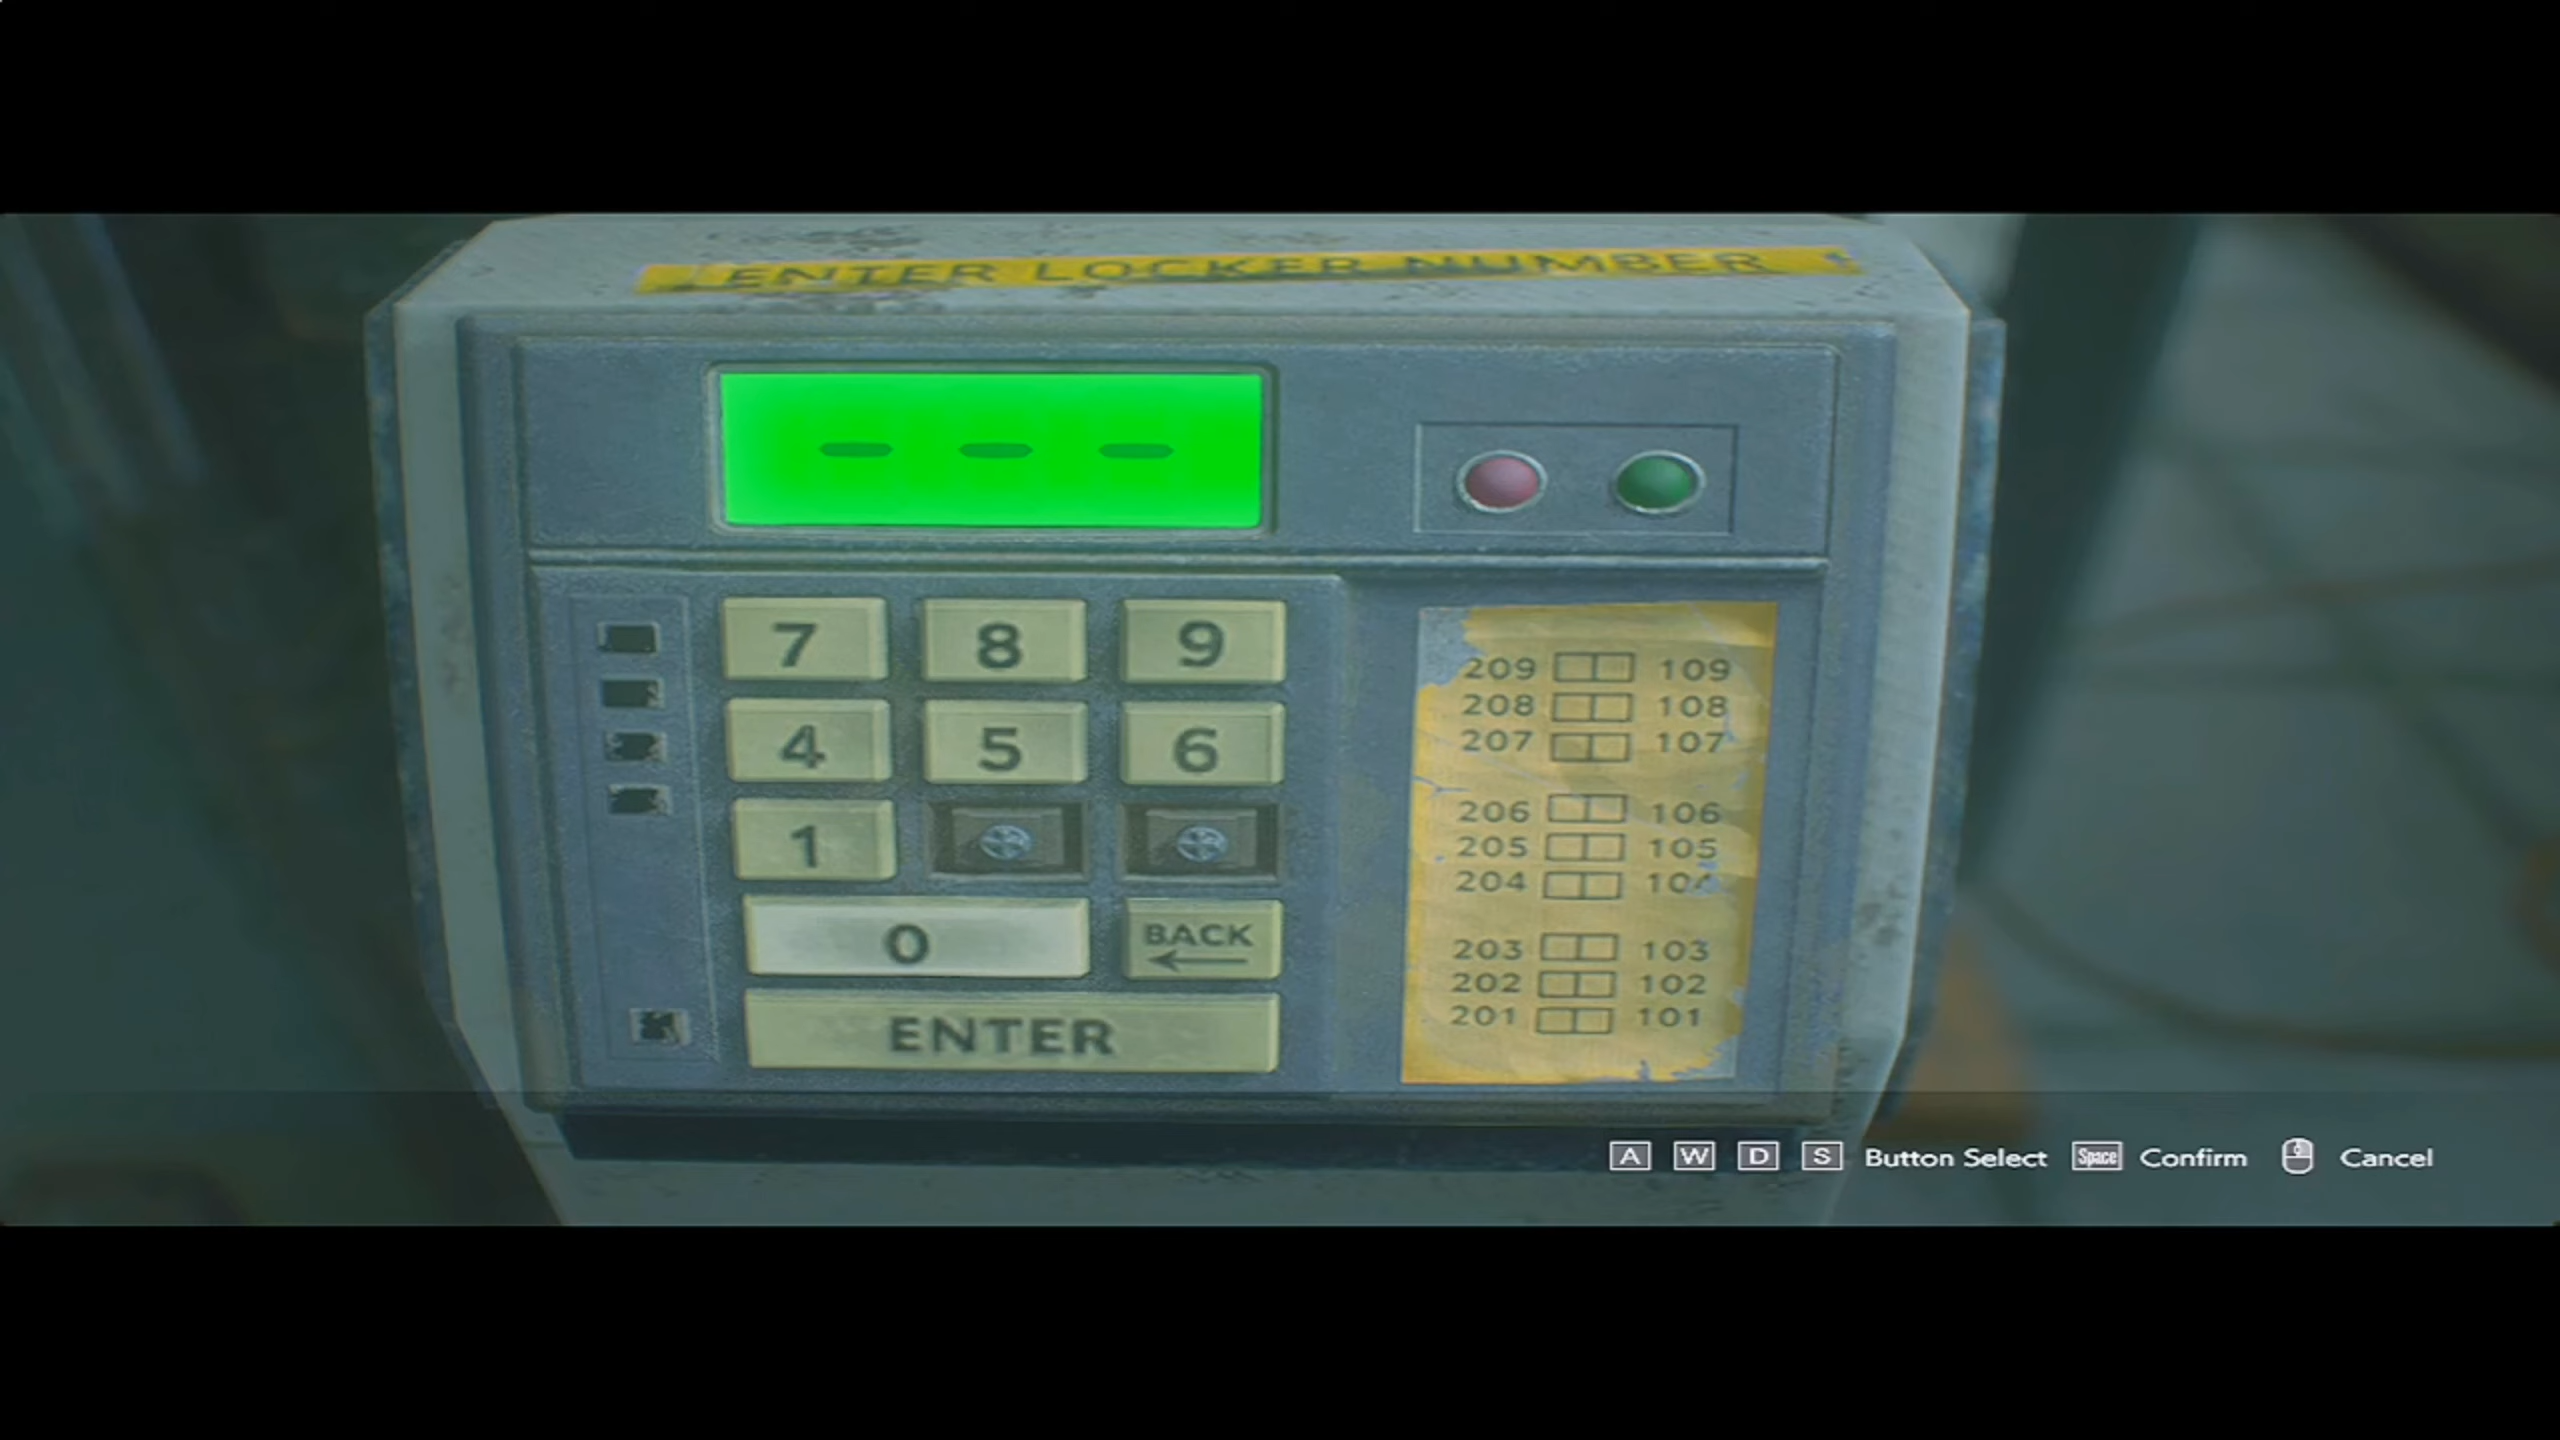 ENTER LOCKER NUMBER
- - -
7 8 9
4 5 6
1
0 BACK
ENTER
209 109
208 108
207 107
206 106
205 105
204 104
203 103
202 102
201 101
A W D S Button Select Space Confirm Cancel